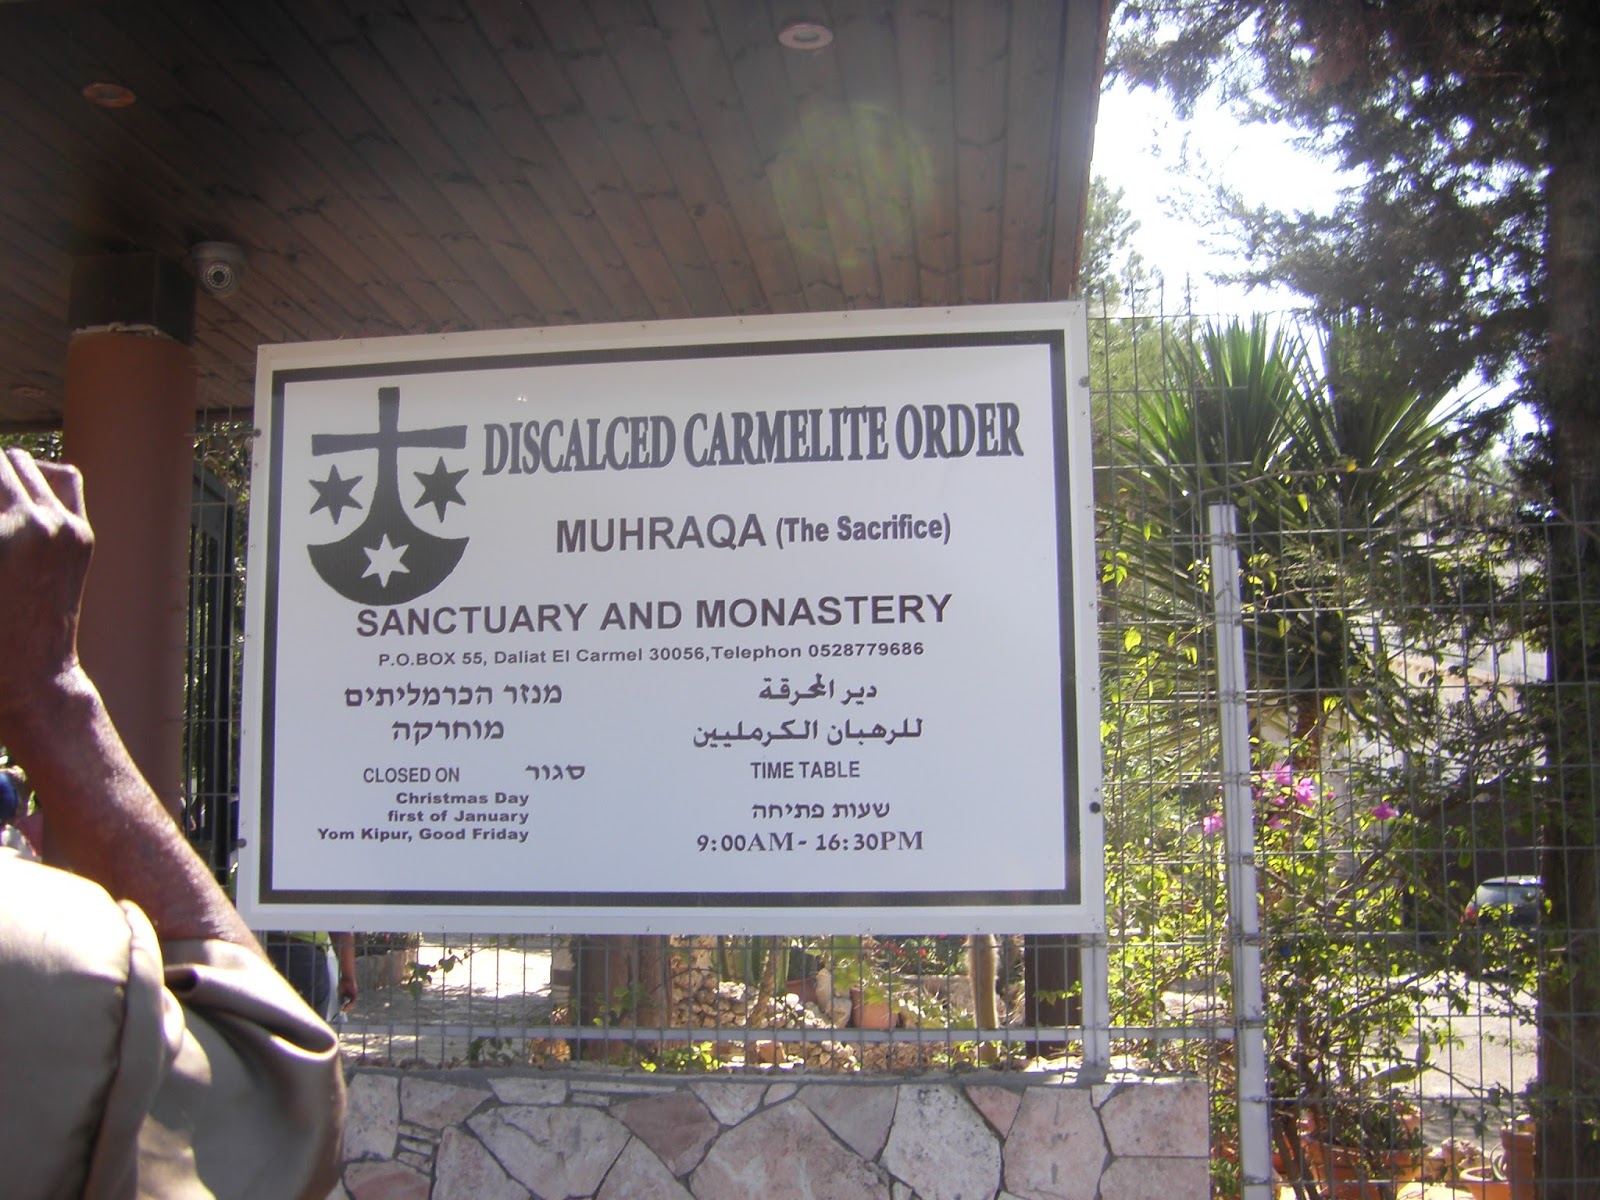 DISCALCED CARMELITE ORDER
MUHRAQA (The Sacrifice)
SANCTUARY AND MONASTERY
P.O.BOX 55, Daliat El Carmel 30056,Telephon 0528779686
מנזר הכרמליתים
מוחרקה
دير المحرقة
للرهبان الكرمليين
CLOSED ON סגור
Christmas Day
first of January
Yom Kipur, Good Friday
TIME TABLE
שעות פתיחה
9:00AM- 16:30PM